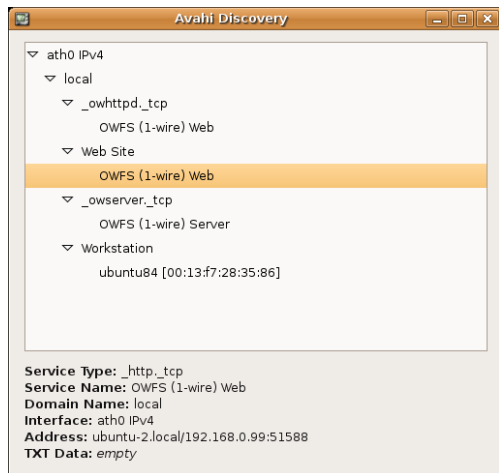 Avahi Discovery
ath0 IPv4
local
_owhttpd._tcp
OWFS (1-wire) Web
Web Site
OWFS (1-wire) Web
_owserver._tcp
OWFS (1-wire) Server
Workstation
ubuntu84 [00:13:f7:28:35:86]
Service Type: _http._tcp
Service Name: OWFS (1-wire) Web
Domain Name: local
Interface: ath0 IPv4
Address: ubuntu-2.local/192.168.0.99:51588
TXT Data: empty